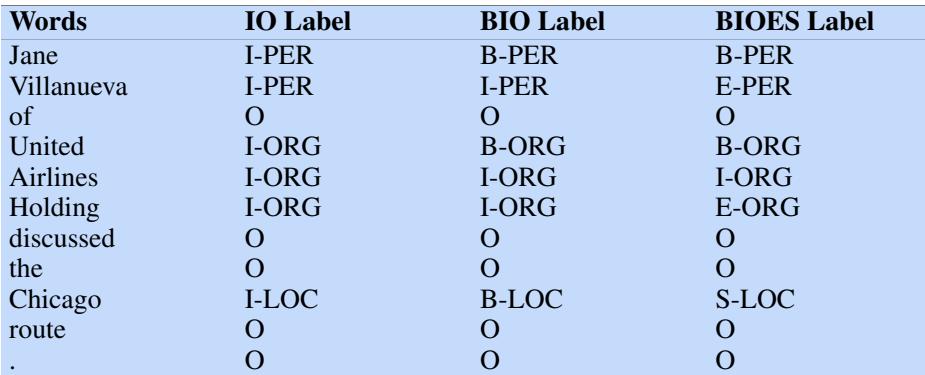 Words IO Label BIO Label BIOES Label
Jane I-PER B-PER B-PER
Villanueva I-PER I-PER E-PER
of O O O
United I-ORG B-ORG B-ORG
Airlines I-ORG I-ORG I-ORG
Holding I-ORG I-ORG E-ORG
discussed O O O
the O O O
Chicago I-LOC B-LOC S-LOC
route O O O
. O O O